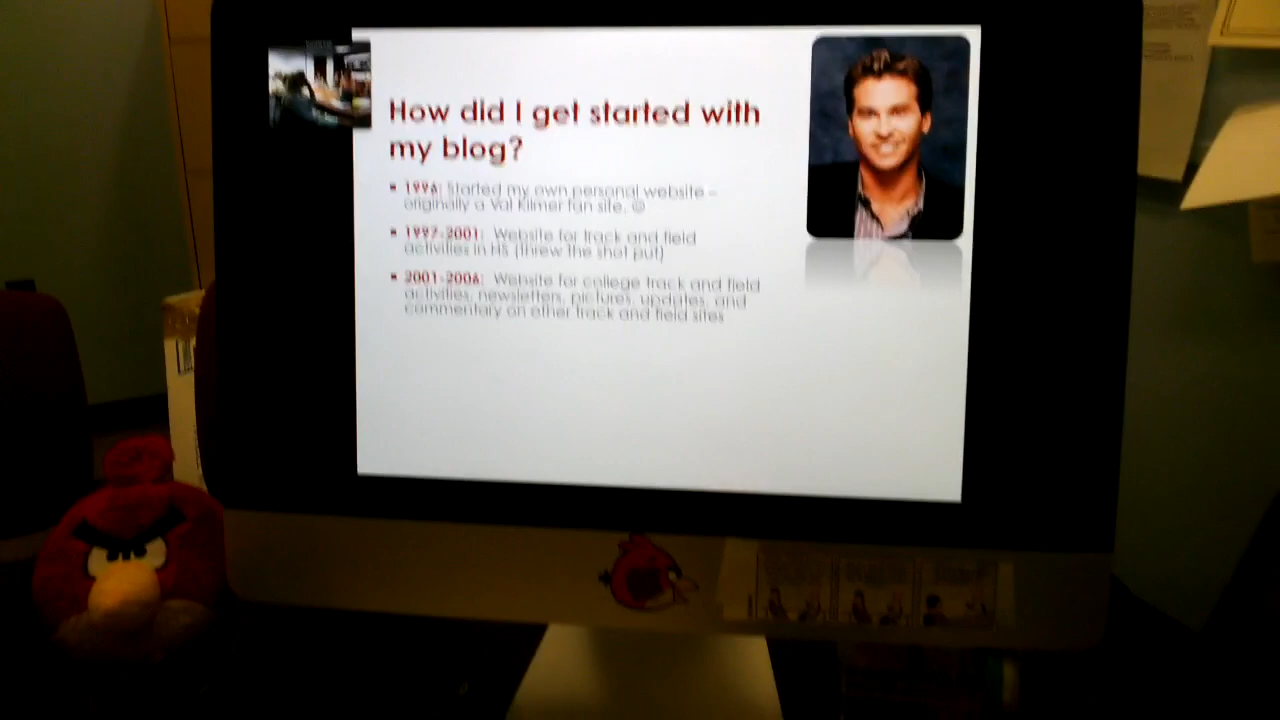 How did I get started with
my blog?
1996: Started my own personal website –
originally a Val Kilmer fan site. ☺
1997-2001: Website for track and field
activities in HS (threw the shot put)
2001-2006: Website for college track and field
activities, newsletters, pictures, updates, and
commentary on other track and field sites